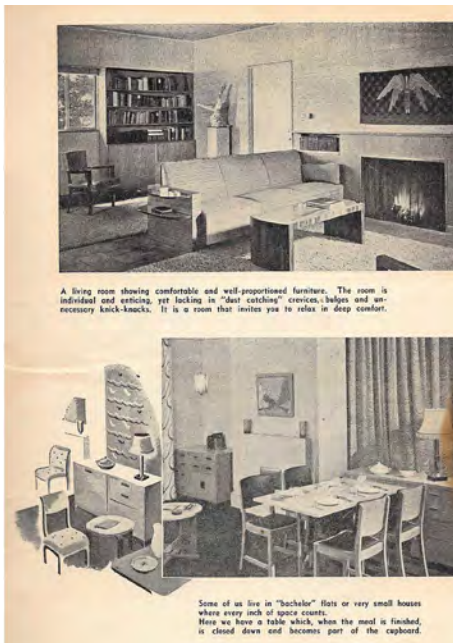 A living room showing comfortable and well-proportioned furniture. The room is
individual and enticing, yet lacking in "dust catching" crevices, bulges and un-
necessary knick-knacks. It is a room that invites you to relax in deep comfort.
Some of us live in "bachelor" flats or very small houses
where every inch of space counts.
Here we have a table which, when the meal is finished,
is closed down and becomes part of the cupboard.